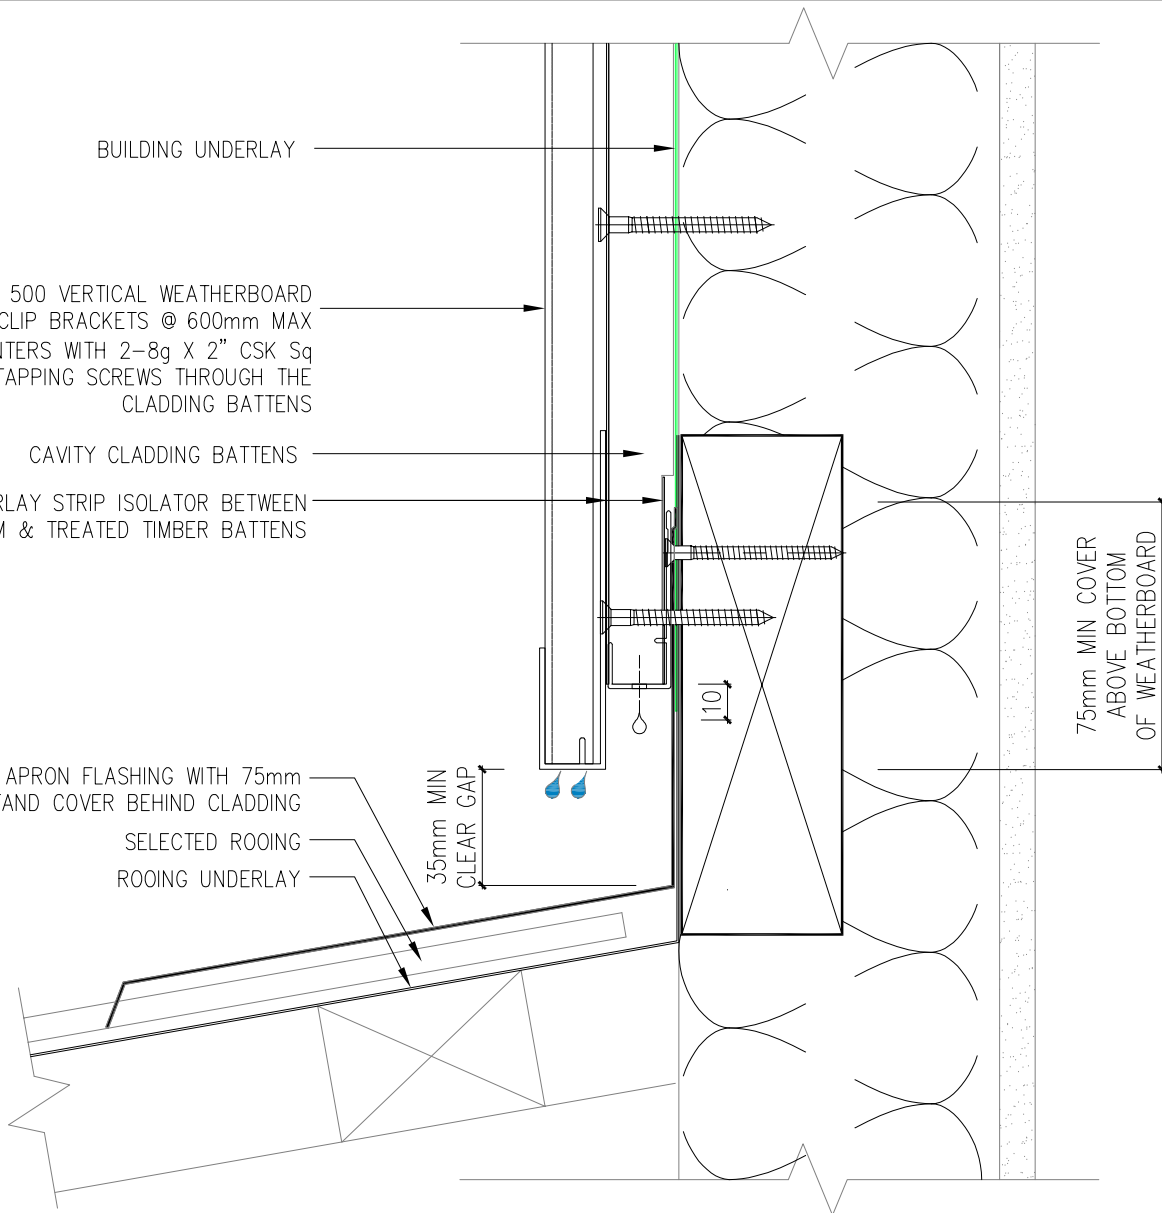 BUILDING UNDERLAY
500 VERTICAL WEATHERBOARD
CLIP BRACKETS @ 600mm MAX
NTERS WITH 2-8g X 2" CSK Sq
TAPPING SCREWS THROUGH THE
CLADDING BATTENS
CAVITY CLADDING BATTENS
RLAY STRIP ISOLATOR BETWEEN
M & TREATED TIMBER BATTENS
75mm MIN COVER
ABOVE BOTTOM
OF WEATHERBOARD
10
APRON FLASHING WITH 75mm
TAND COVER BEHIND CLADDING
SELECTED ROOING
ROOING UNDERLAY
35mm MIN
CLEAR GAP